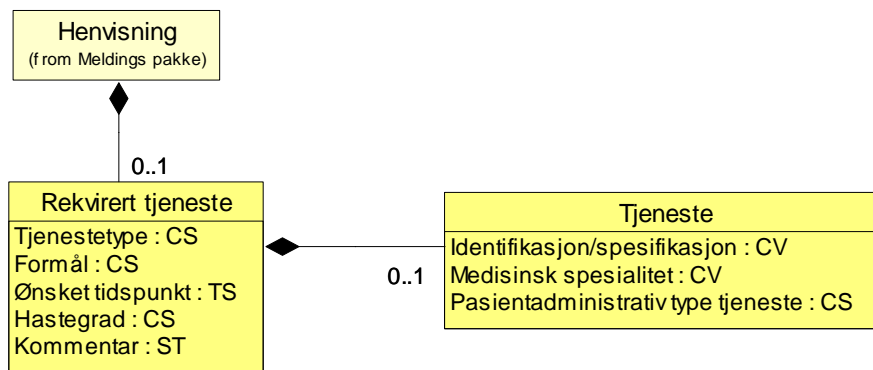 Henvisning
(from Meldings pakke)
0..1
Rekvirert tjeneste
Tjenestetype : CS
Formål : CS
Ønsket tidspunkt : TS
Hastegrad : CS
Kommentar : ST
0..1
Tjeneste
Identifikasjon/spesifikasjon : CV
Medisinsk spesialitet : CV
Pasientadministrativ type tjeneste : CS